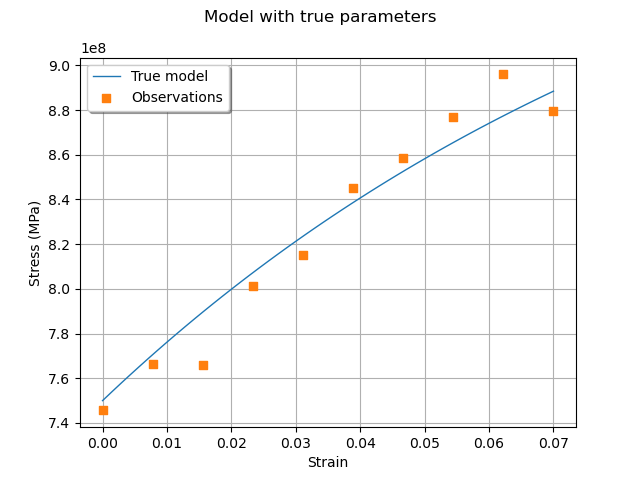 Model with true parameters
1e8
9.0
8.8
8.6
8.4
8.2
8.0
7.8
7.6
7.4
Stress (MPa)
True model
Observations
0.00 0.01 0.02 0.03 0.04 0.05 0.06 0.07
Strain